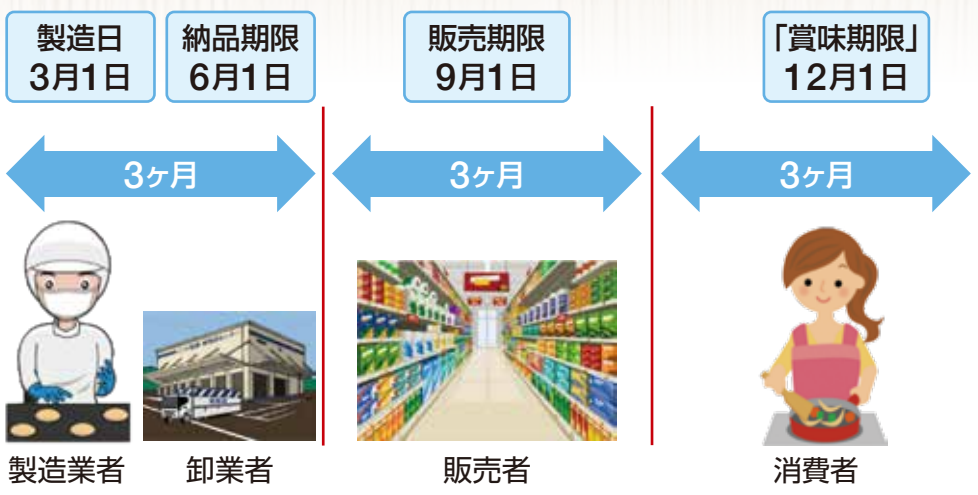 製造日
3月1日
納品期限
6月1日
販売期限
9月1日
「賞味期限」
12月1日
3ヶ月
3ヶ月
3ヶ月
製造業者
卸業者
販売者
消費者